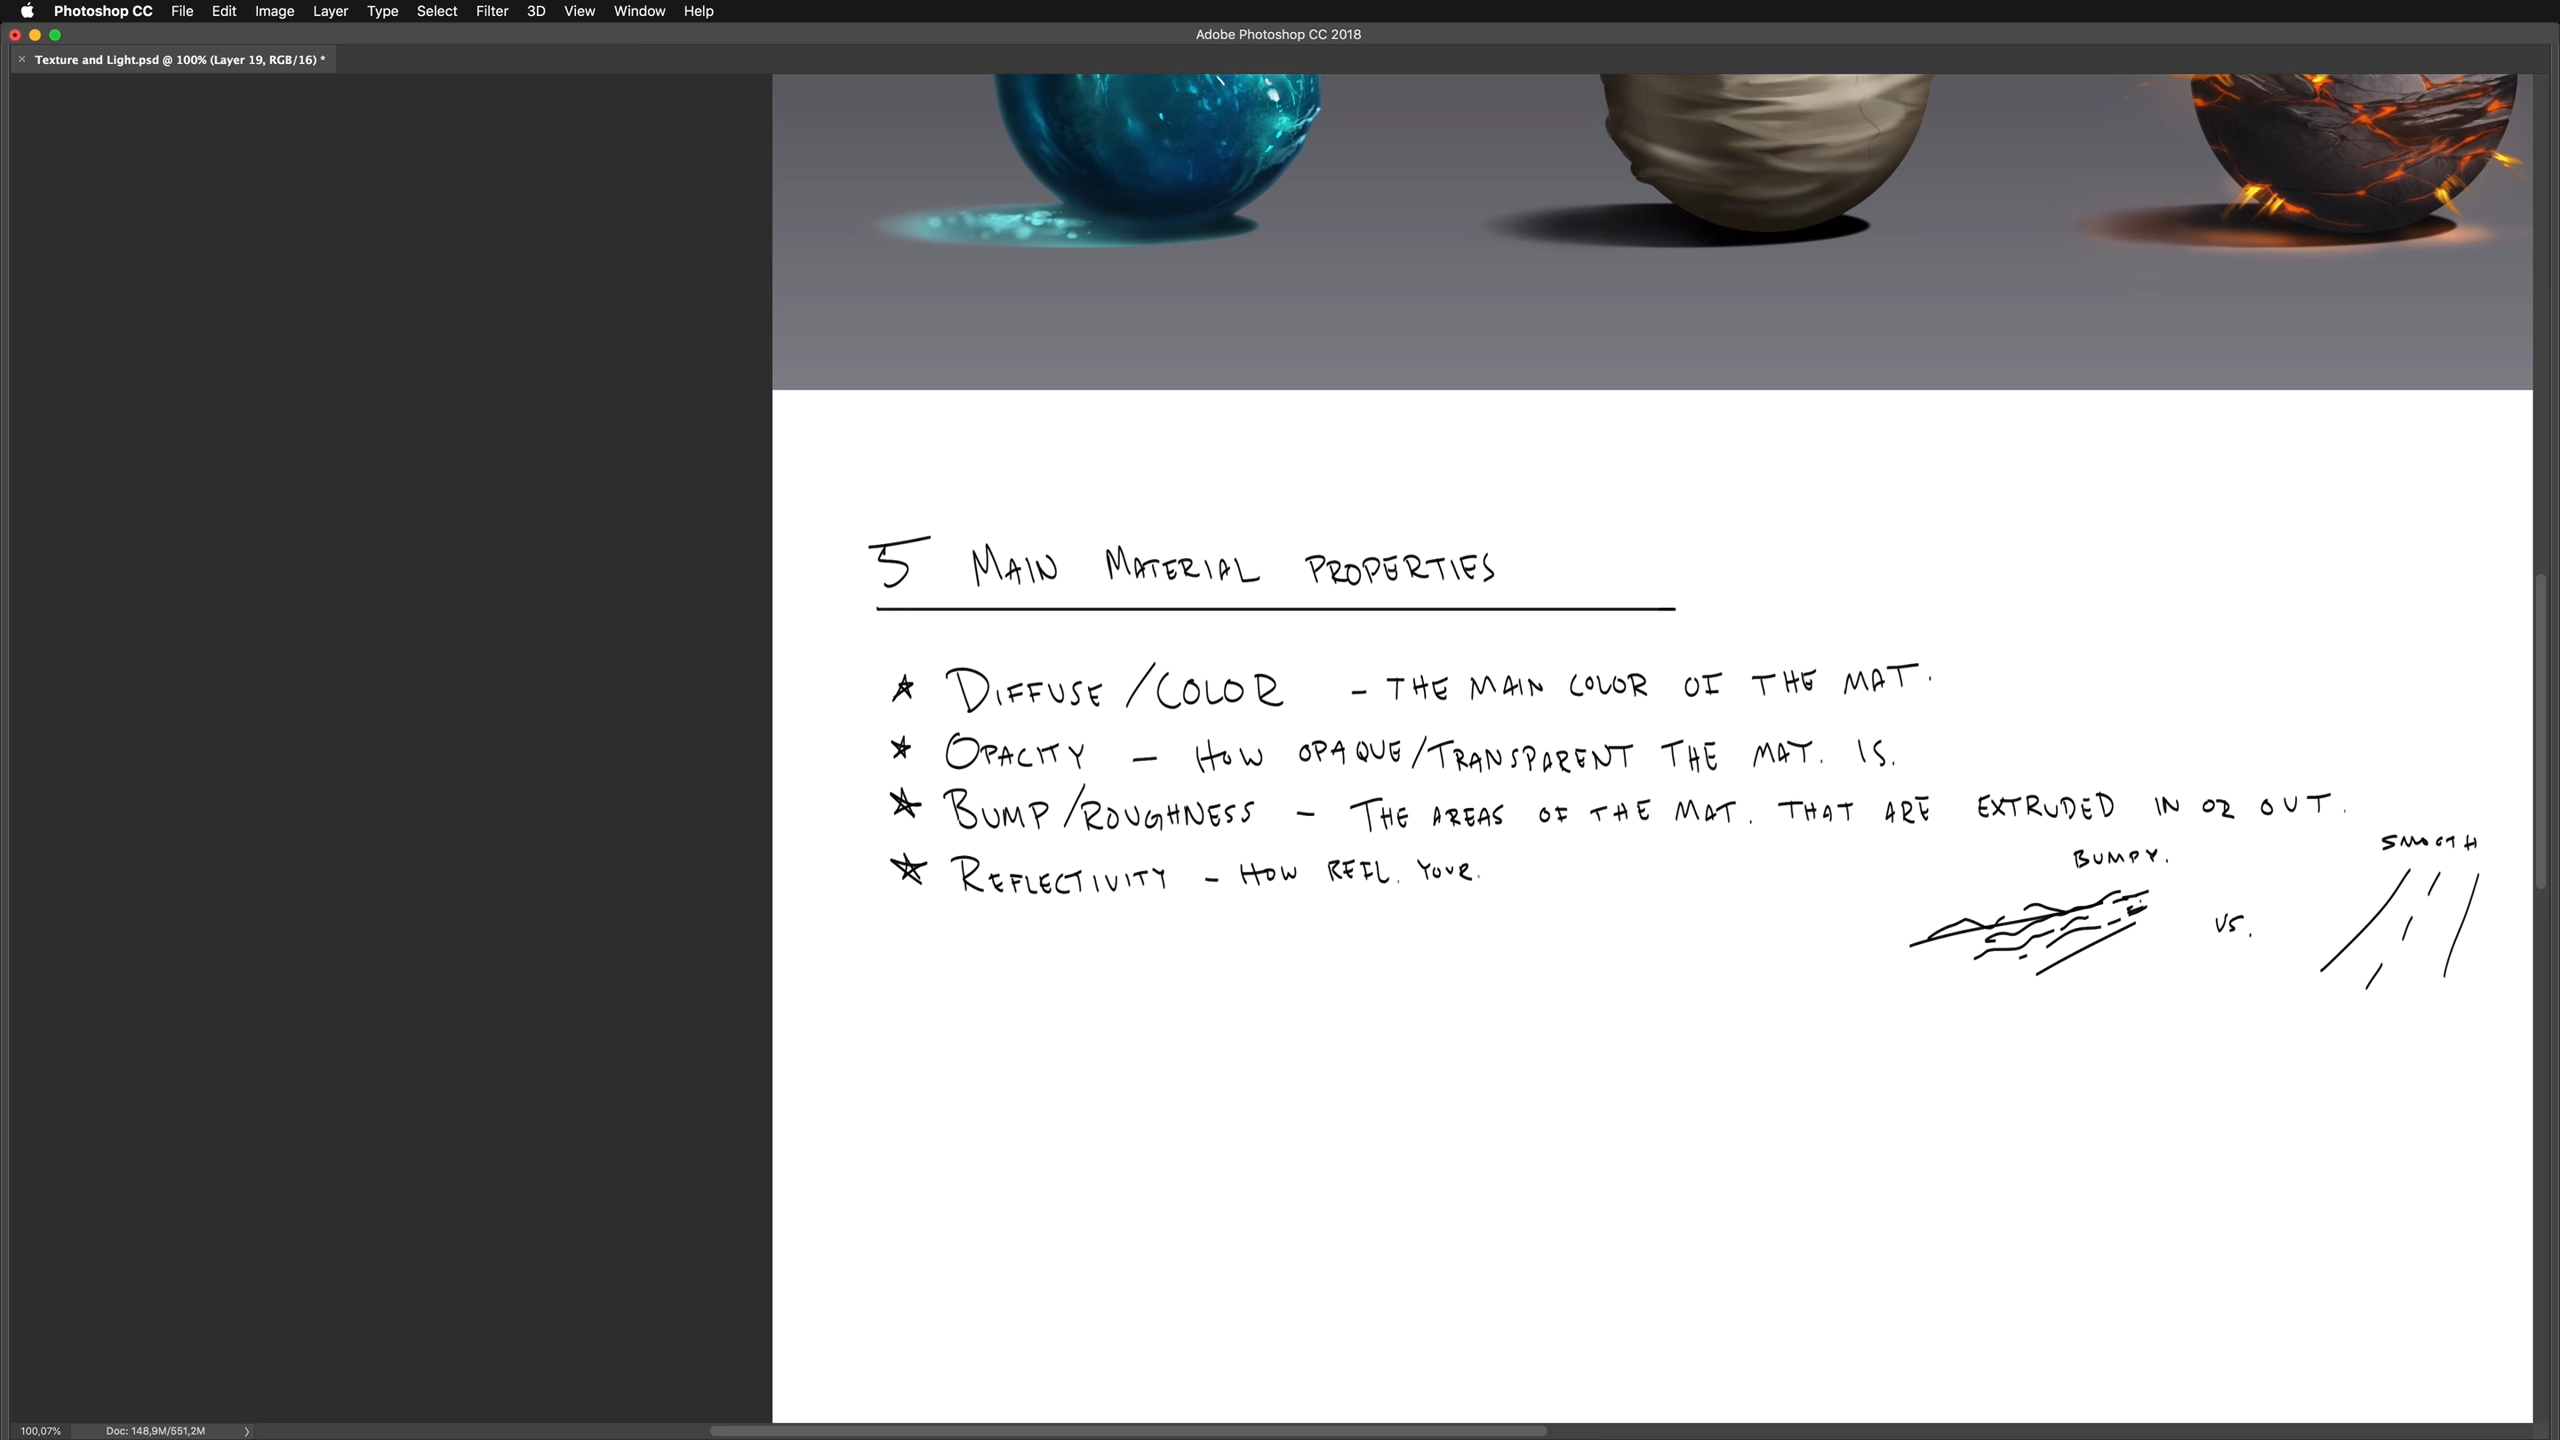 Photoshop CC File Edit Image Layer Type Select Filter 3D View Window Help
Adobe Photoshop CC 2018
× Texture and Light.psd @ 100% (Layer 19, RGB/16) *
5 MAIN MATERIAL PROPERTIES
★ DIFFUSE/COLOR - THE MAIN COLOR OF THE MAT.
★ OPACITY - HOW OPAQUE/TRANSPARENT THE MAT. IS.
★ BUMP/ROUGHNESS - THE AREAS OF THE MAT. THAT ARE EXTRUDED IN OR OUT.
SMOOTH
BUMPY.
★ REFLECTIVITY - HOW REFL. YOUR.
VS.
100,07% Doc: 148,9M/551,2M